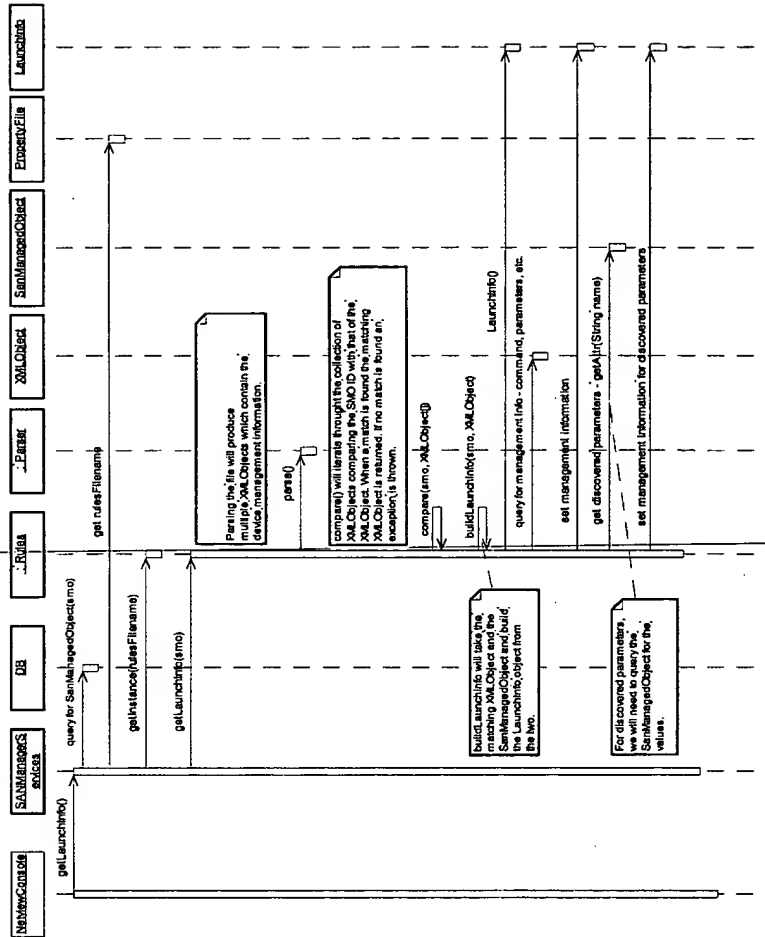 NetViewConsole
SANManagerS
ervices
DB
: Rules
: Parser
XMLObject
SanManagedObject
PropertyFile
LaunchInfo
getLaunchInfo()
query for SanManagedObject(smo)
get rulesFilename
getInstance(rulesFilename)
getLaunchInfo(smo)
Parsing the file will produce
multiple XMLObjects which contain the
device management information.
parse()
compare() will iterate throught the collection of
XMLObjects comparing the SMO ID with that of the
XMLObject. When a match is found the matching
XMLObject is returned. If no match is found an
exception is thrown.
compare(smo, XMLObject[])
buildLaunchInfo(smo, XMLObject)
LaunchInfo()
query for management info - command, parameters, etc.
set management information
get discovered parameters - getAttr(String name)
set management information for discovered parameters
buildLaunchInfo will take the
matching XMLObject and the
SanManagedObject and build
the LaunchInfo object from
the two.
For discovered parameters,
we will need to query the
SanManagedObject for the
values.